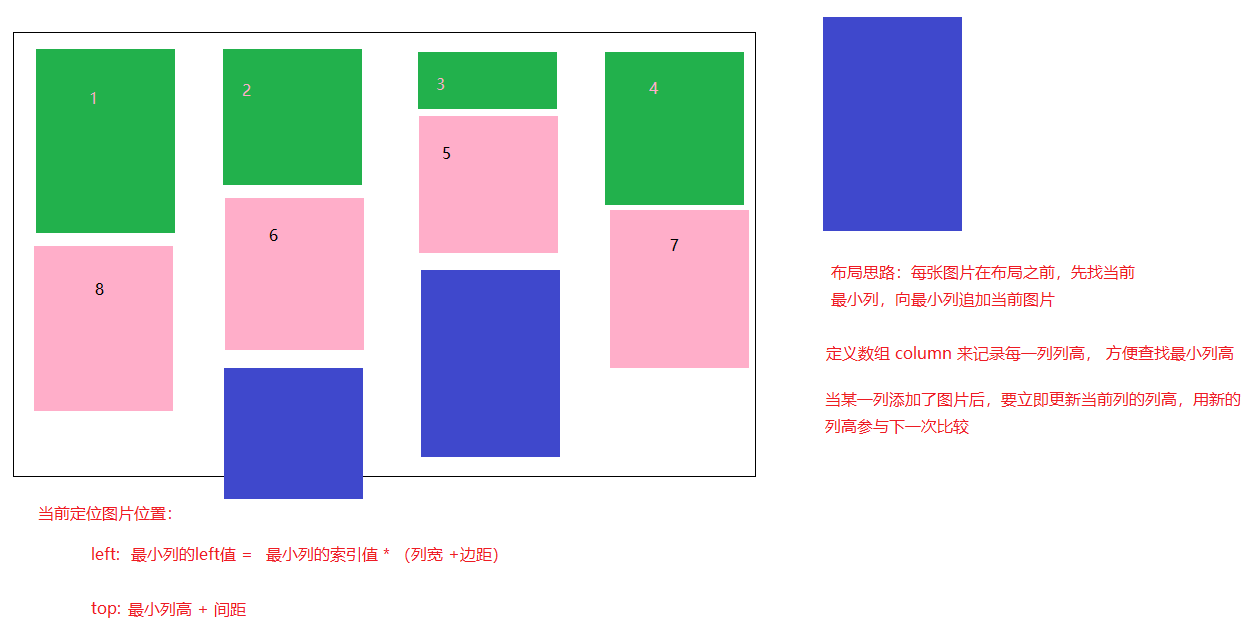 1
2
3
4
5
6
7
8
布局思路：每张图片在布局之前，先找当前
最小列，向最小列追加当前图片
定义数组 column 来记录每一列列高， 方便查找最小列高
当某一列添加了图片后，要立即更新当前列的列高，用新的
列高参与下一次比较
当前定位图片位置：
left: 最小列的left值 = 最小列的索引值 * （列宽 +边距）
top: 最小列高 + 间距